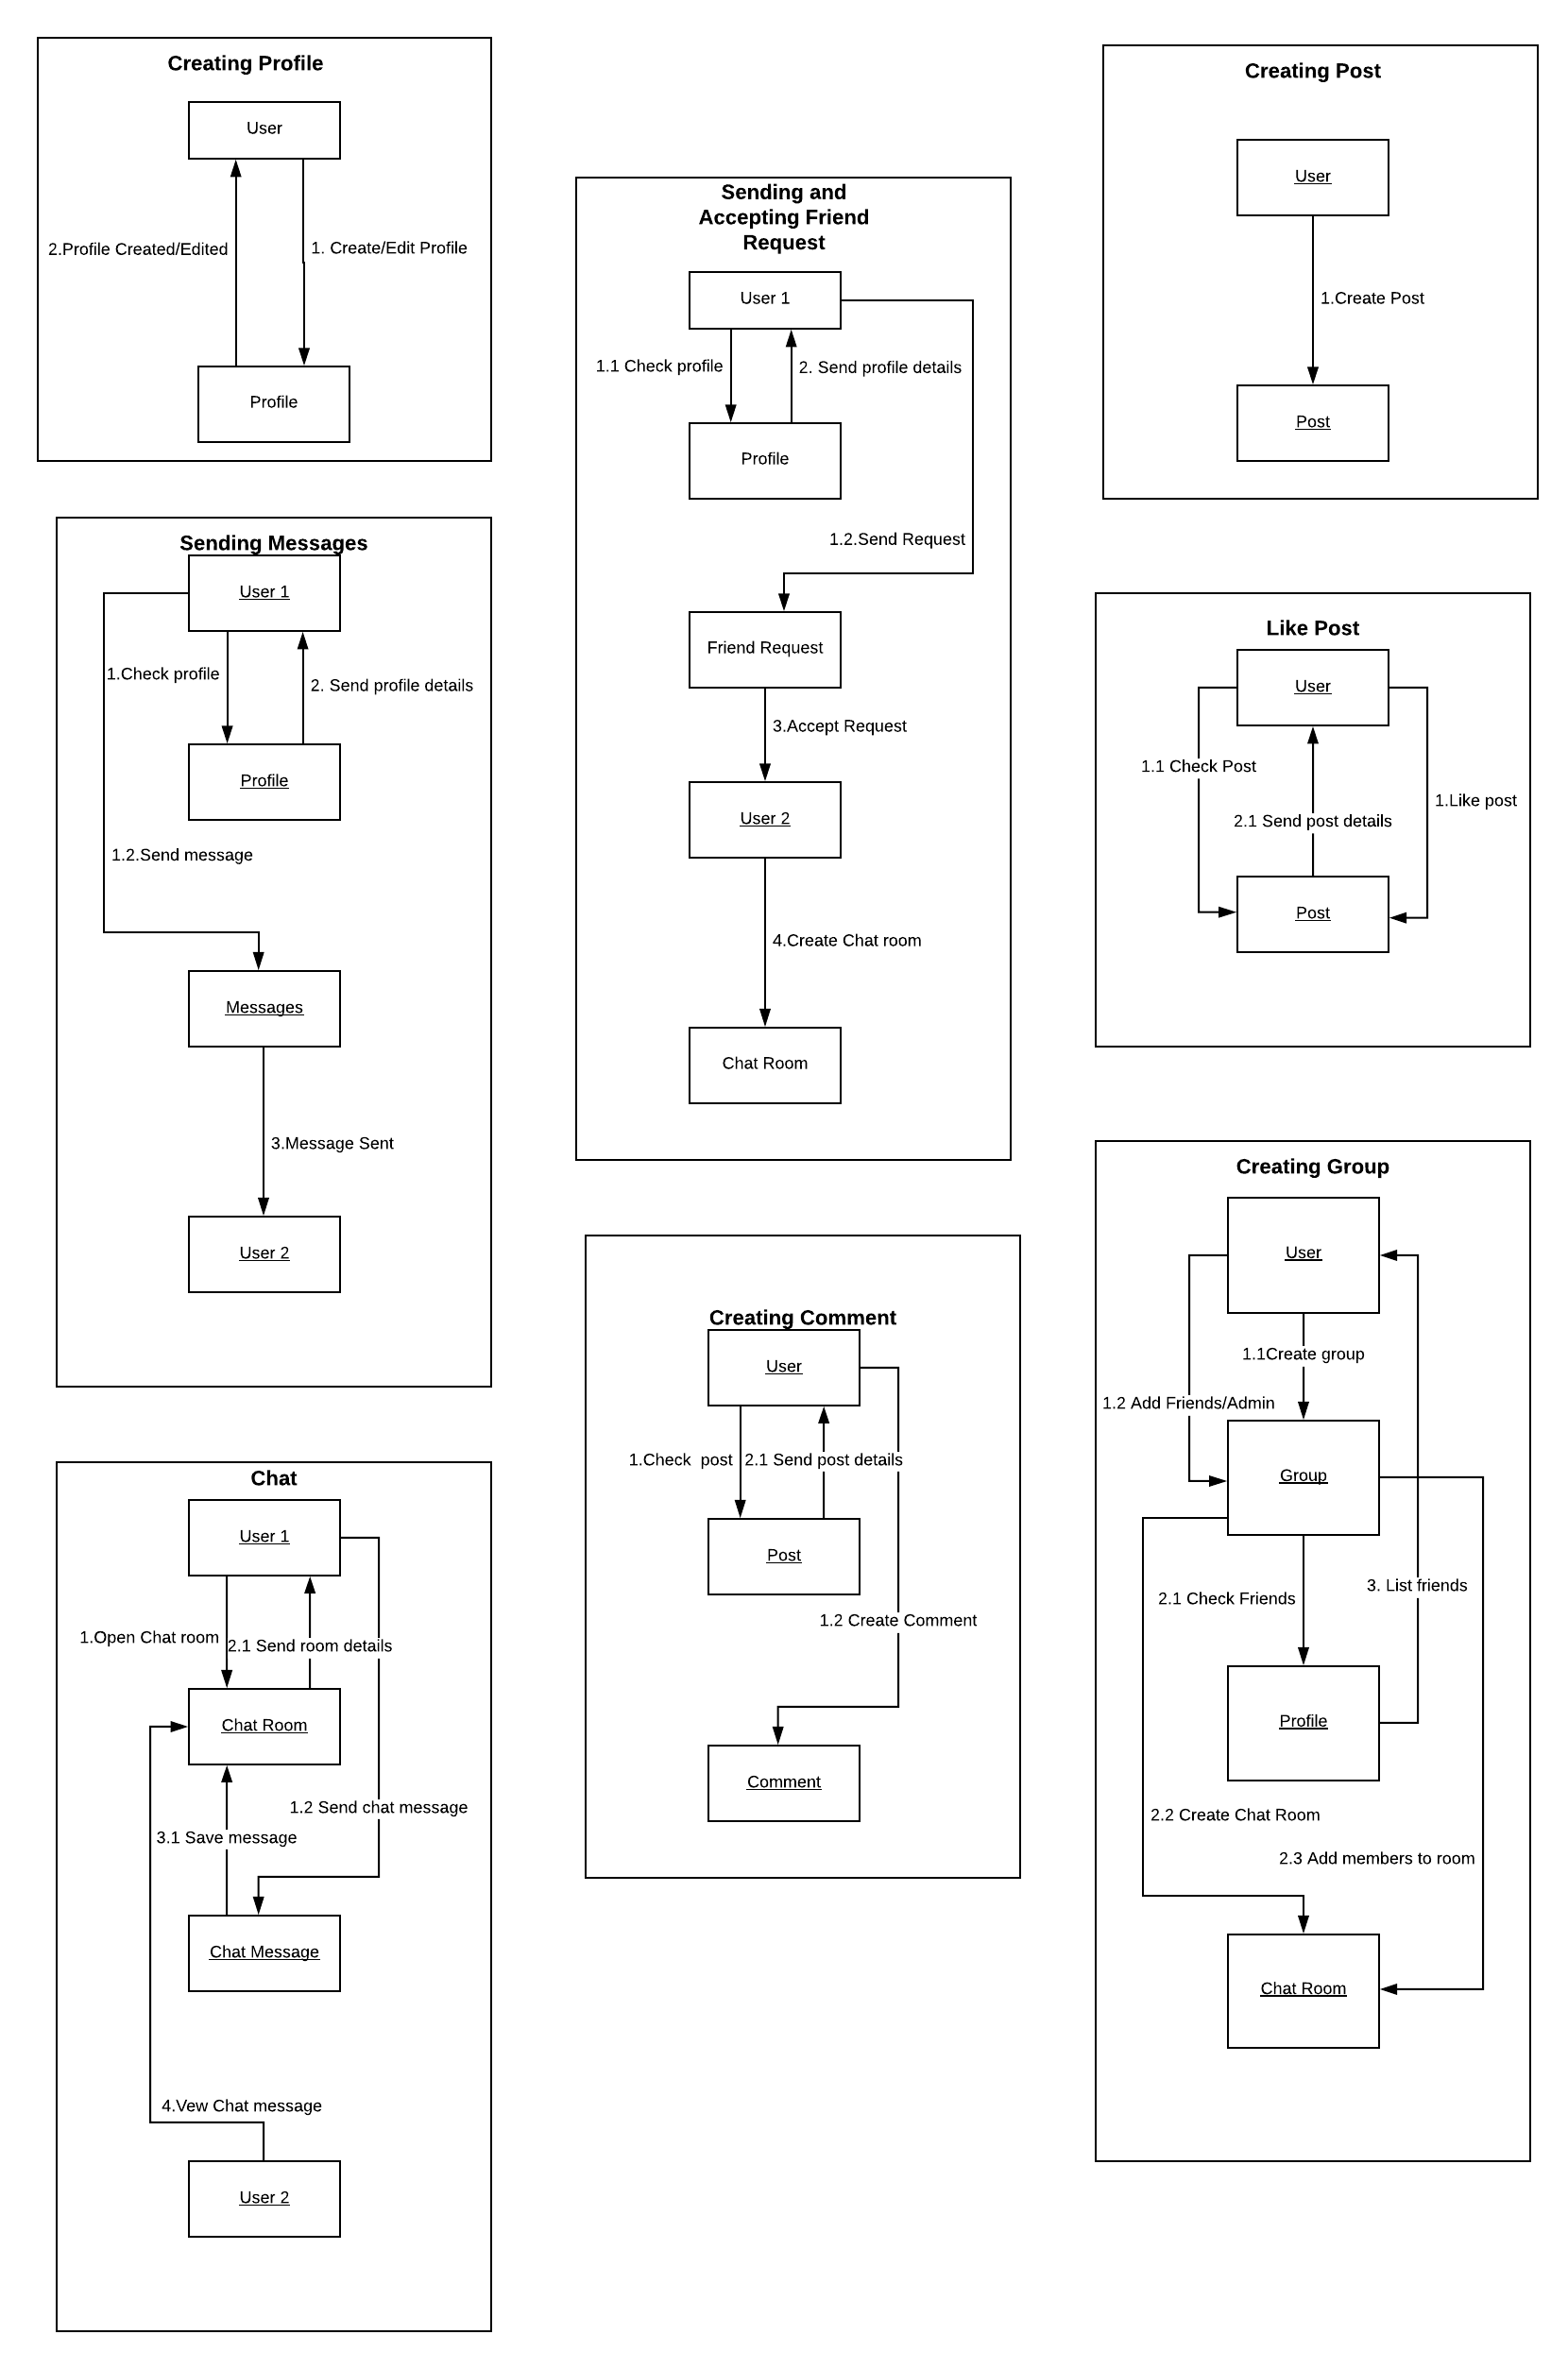 Creating Profile
User
2.Profile Created/Edited
1. Create/Edit Profile
Profile
Sending Messages
User 1
1.Check profile
2. Send profile details
Profile
1.2.Send message
Messages
3.Message Sent
User 2
Chat
User 1
1.Open Chat room
2.1 Send room details
Chat Room
1.2 Send chat message
3.1 Save message
Chat Message
4.Vew Chat message
User 2
Sending and
Accepting Friend
Request
User 1
1.1 Check profile
2. Send profile details
Profile
1.2.Send Request
Friend Request
3.Accept Request
User 2
4.Create Chat room
Chat Room
Creating Comment
User
1.Check  post
2.1 Send post details
Post
1.2 Create Comment
Comment
Creating Post
User
1.Create Post
Post
Like Post
User
1.1 Check Post
1.Like post
2.1 Send post details
Post
Creating Group
User
1.1Create group
1.2 Add Friends/Admin
Group
3. List friends
2.1 Check Friends
Profile
2.2 Create Chat Room
2.3 Add members to room
Chat Room